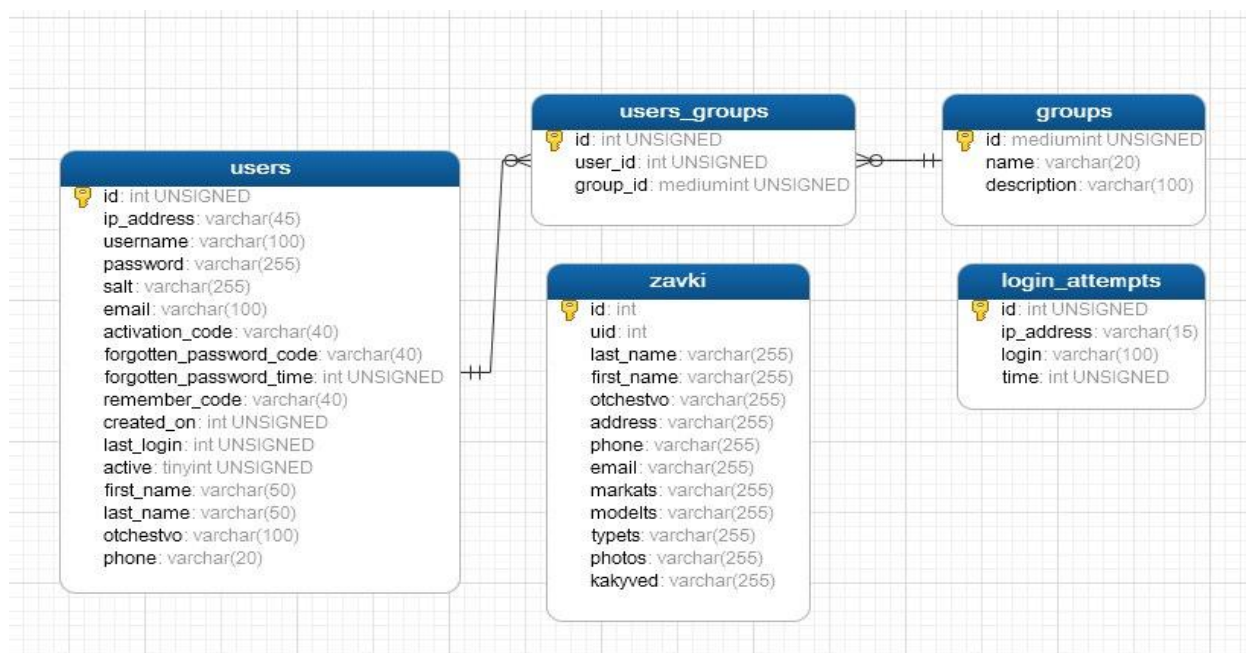 users
id: int UNSIGNED
ip_address: varchar(45)
username: varchar(100)
password: varchar(255)
salt: varchar(255)
email: varchar(100)
activation_code: varchar(40)
forgotten_password_code: varchar(40)
forgotten_password_time: int UNSIGNED
remember_code: varchar(40)
created_on: int UNSIGNED
last_login: int UNSIGNED
active: tinyint UNSIGNED
first_name: varchar(50)
last_name: varchar(50)
otchestvo: varchar(100)
phone: varchar(20)
users_groups
id: int UNSIGNED
user_id: int UNSIGNED
group_id: mediumint UNSIGNED
groups
id: mediumint UNSIGNED
name: varchar(20)
description: varchar(100)
zavki
id: int
uid: int
last_name: varchar(255)
first_name: varchar(255)
otchestvo: varchar(255)
address: varchar(255)
phone: varchar(255)
email: varchar(255)
markats: varchar(255)
modelts: varchar(255)
typets: varchar(255)
photos: varchar(255)
kakyved: varchar(255)
login_attempts
id: int UNSIGNED
ip_address: varchar(15)
login: varchar(100)
time: int UNSIGNED